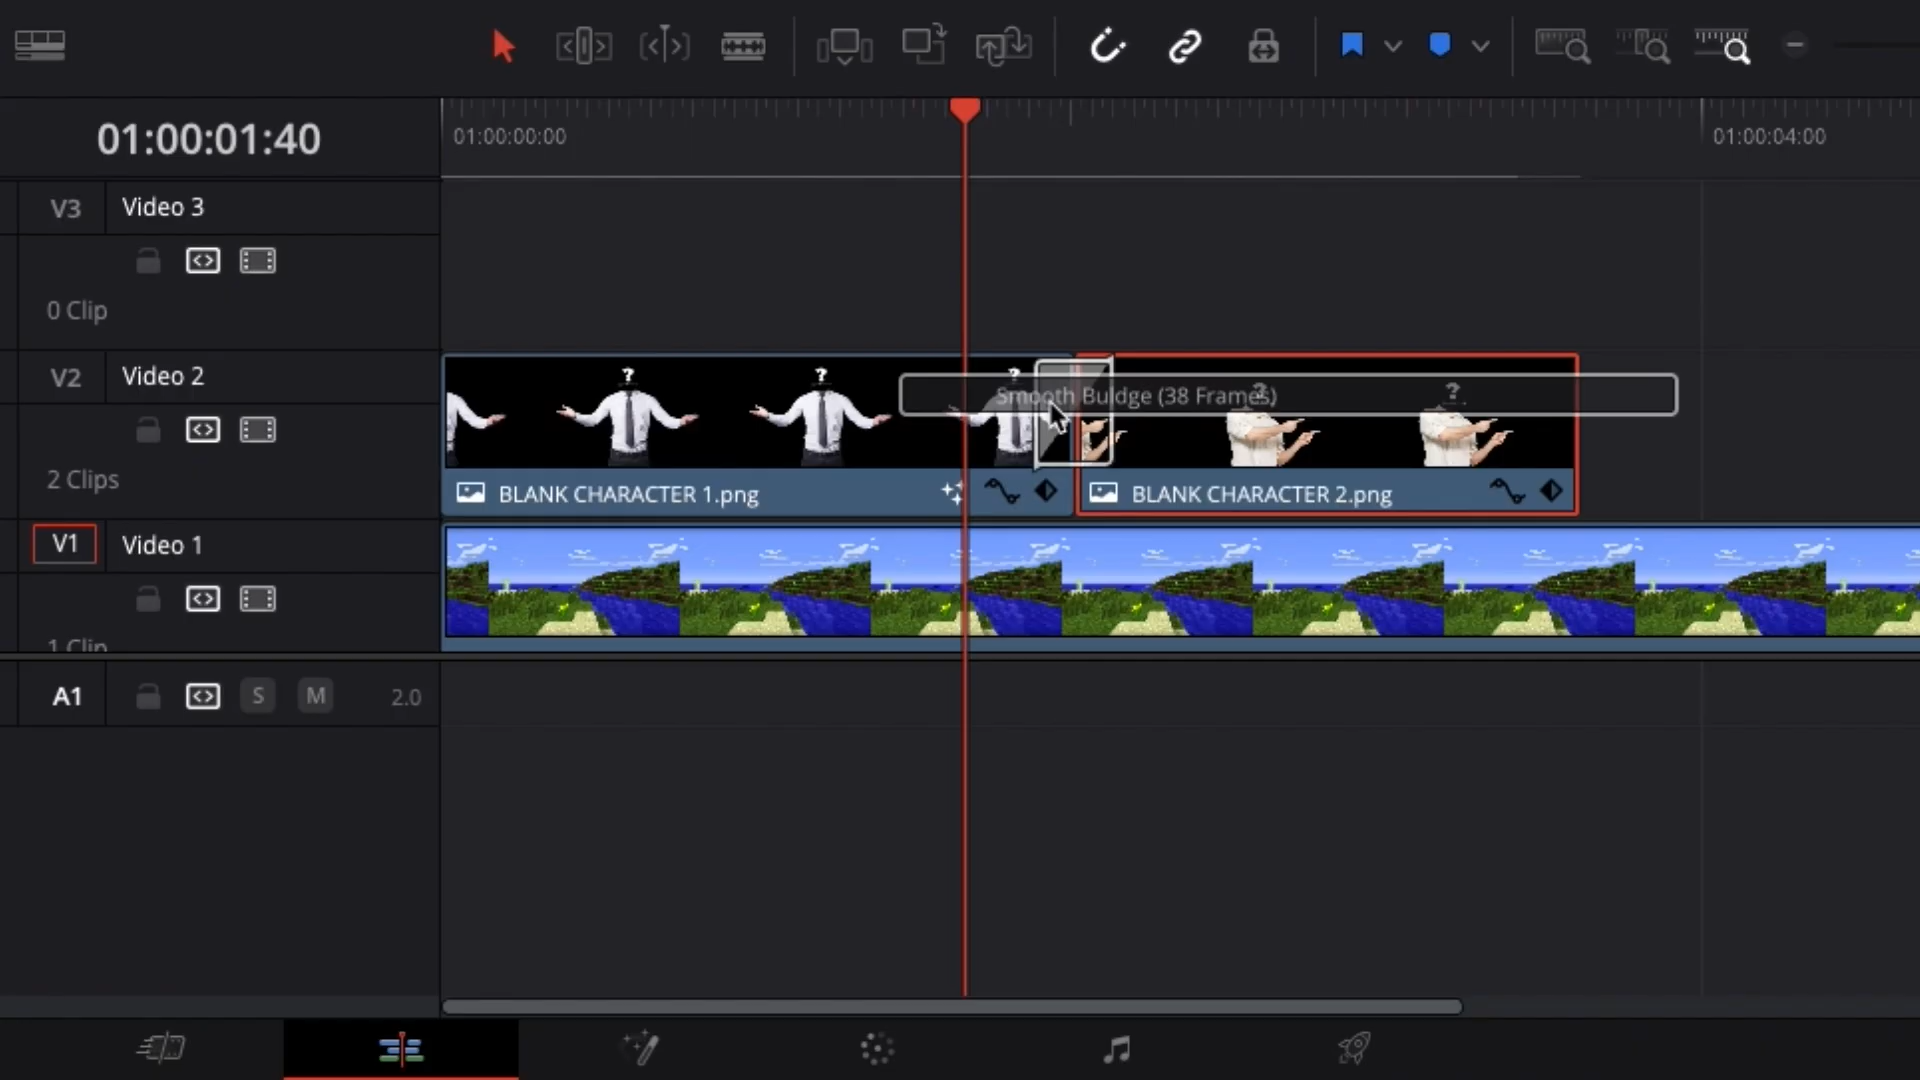 01:00:01:40
01:00:00:00
01:00:04:00
V3
Video 3
0 Clip
V2
Video 2
2 Clips
Smooth Buldge (38 Frames)
?
?
?
?
?
BLANK CHARACTER 1.png
BLANK CHARACTER 2.png
V1
Video 1
1 Clip
A1
S
M
2.0